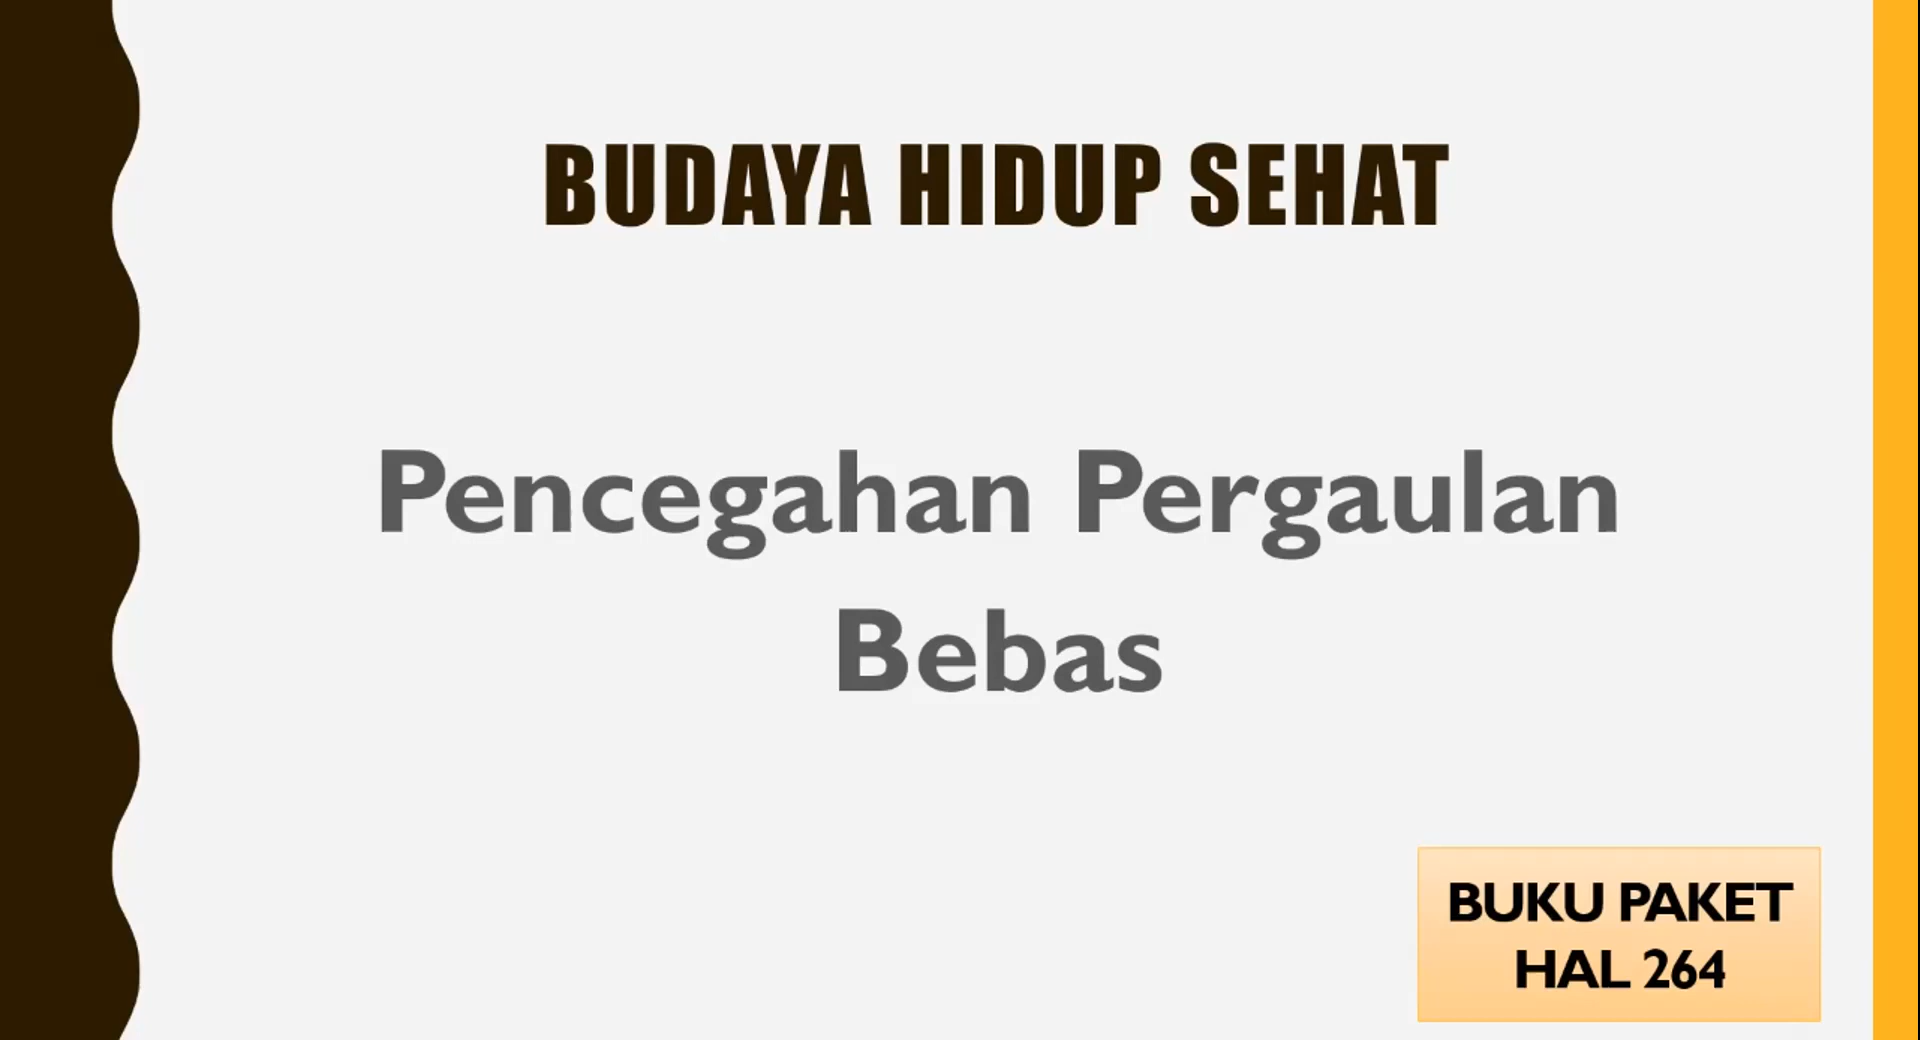 BUDAYA HIDUP SEHAT
Pencegahan Pergaulan
Bebas
BUKU PAKET
HAL 264